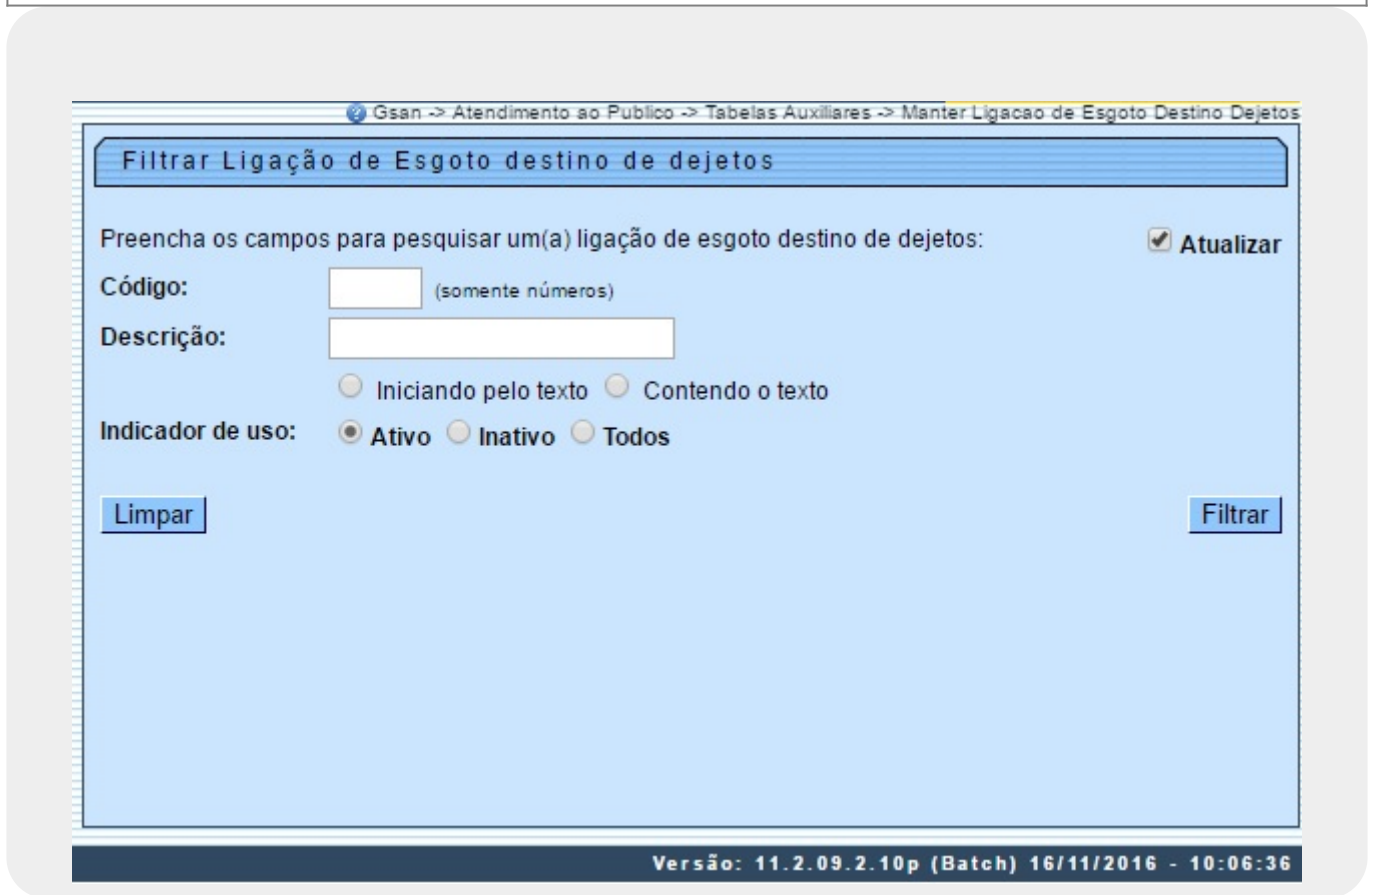 Gsan -> Atendimento ao Publico -> Tabelas Auxiliares -> Manter Ligacao de Esgoto Destino Dejetos
Filtrar Ligação de Esgoto destino de dejetos
Preencha os campos para pesquisar um(a) ligação de esgoto destino de dejetos: Atualizar
Código: (somente números)
Descrição:
Iniciando pelo texto Contendo o texto
Indicador de uso: Ativo Inativo Todos
Limpar Filtrar
Versão: 11.2.09.2.10p (Batch) 16/11/2016 - 10:06:36